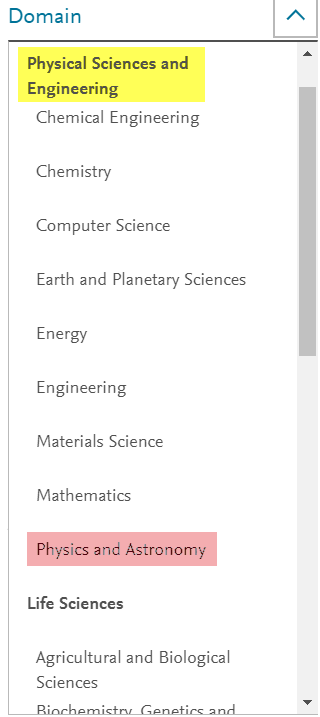 Domain
Physical Sciences and
Engineering
Chemical Engineering
Chemistry
Computer Science
Earth and Planetary Sciences
Energy
Engineering
Materials Science
Mathematics
Physics and Astronomy
Life Sciences
Agricultural and Biological
Sciences
Biochemistry, Genetics and